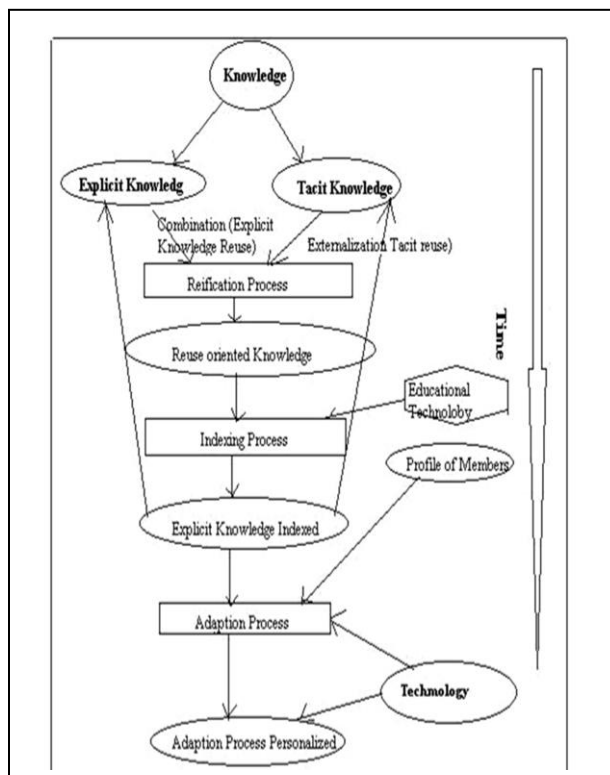 Knowledge
Explicit Knowledg
Tacit Knowledge
Combination (Explicit
Knowledge Reuse)
Externalization Tacit reuse)
Reification Process
Time
Reuse oriented Knowledge
Educational
Technoloby
Indexing Process
Profile of Members
Explicit Knowledge Indexed
Adaption Process
Technology
Adaption Process Personalized